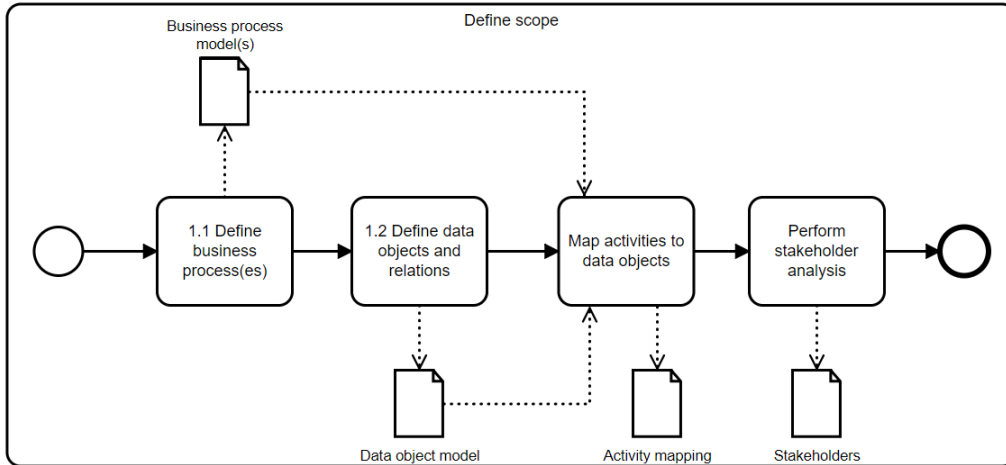 Define scope
Business process
model(s)
1.1 Define
business
process(es)
1.2 Define data
objects and
relations
Map activities to
data objects
Perform
stakeholder
analysis
Data object model
Activity mapping
Stakeholders